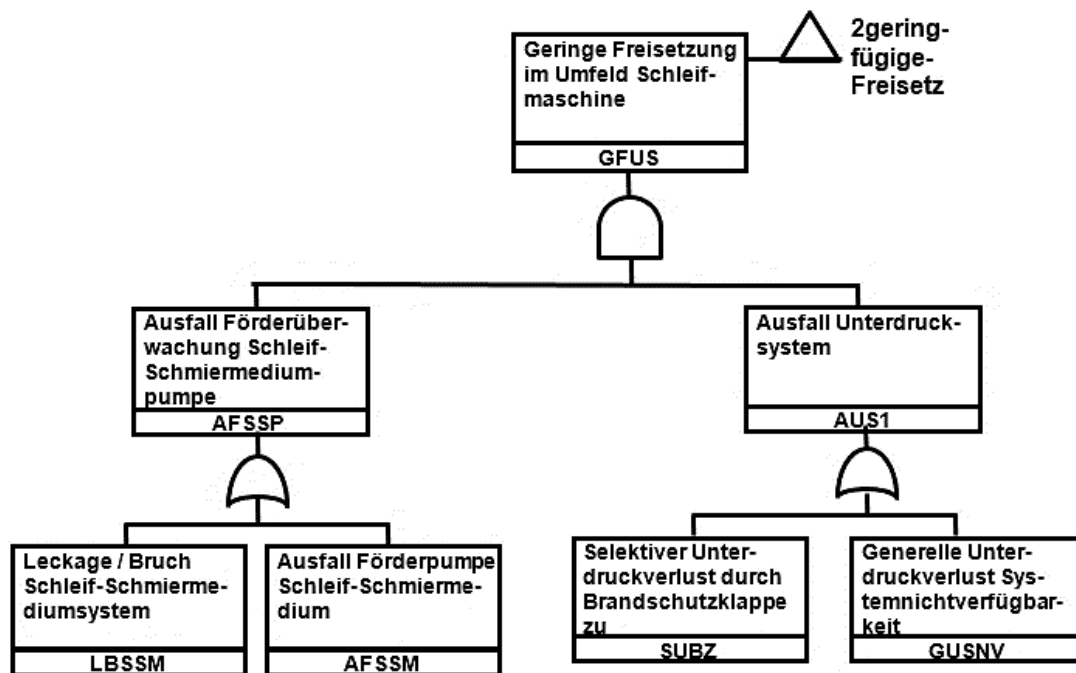 Geringe Freisetzung
im Umfeld Schleif-
maschine
GFUS
2gering-
fügige-
Freisetz
Ausfall Förderüber-
wachung Schleif-
Schmiermedium-
pumpe
AFSSP
Ausfall Unterdruck-
system
AUS1
Leckage / Bruch
Schleif-Schmierme-
diumsystem
LBSSM
Ausfall Förderpumpe
Schleif-Schmierme-
dium
AFSSM
Selektiver Unter-
druckverlust durch
Brandschutzklappe
zu
SUBZ
Generelle Unter-
druckverlust Sys-
temnichtverfügbar-
keit
GUSNV